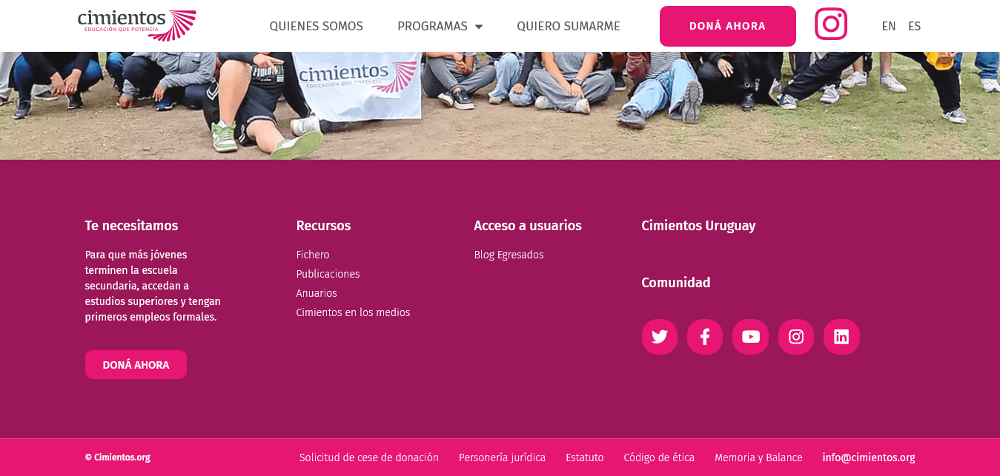 cimientos
EDUCACIÓN QUE POTENCIA
QUIENES SOMOS
PROGRAMAS
QUIERO SUMARME
DONÁ AHORA
EN ES
cimientos
EDUCACIÓN QUE POTENCIA
Te necesitamos
Para que más jóvenes
terminen la escuela
secundaria, accedan a
estudios superiores y tengan
primeros empleos formales.
DONÁ AHORA
Recursos
Fichero
Publicaciones
Anuarios
Cimientos en los medios
Acceso a usuarios
Blog Egresados
Cimientos Uruguay
Comunidad
© Cimientos.org
Solicitud de cese de donación
Personería jurídica
Estatuto
Código de ética
Memoria y Balance
info@cimientos.org